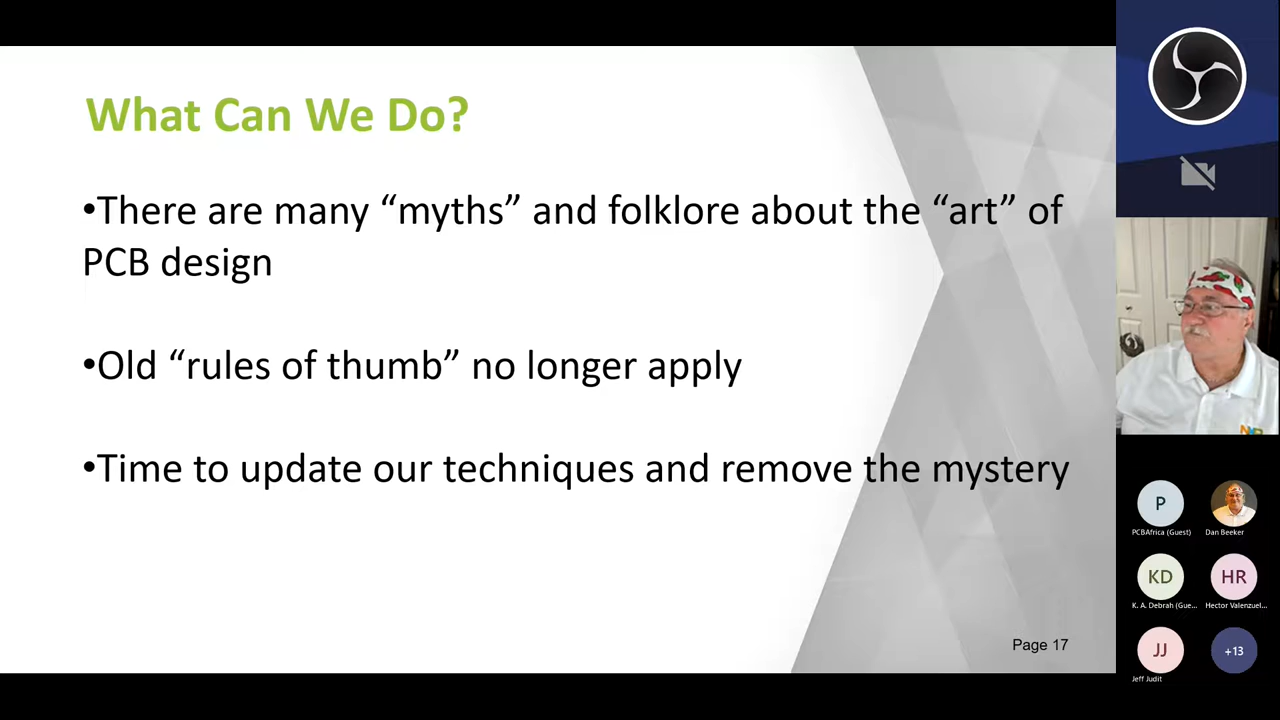 What Can We Do?
•There are many “myths” and folklore about the “art” of
PCB design
•Old “rules of thumb” no longer apply
•Time to update our techniques and remove the mystery
Page 17
P
PCBAfrica (Guest)
Dan Beeker
KD
K. A. Debrah (Gue...
HR
Hector Valenzuel...
JJ
Jeff Judit
+13